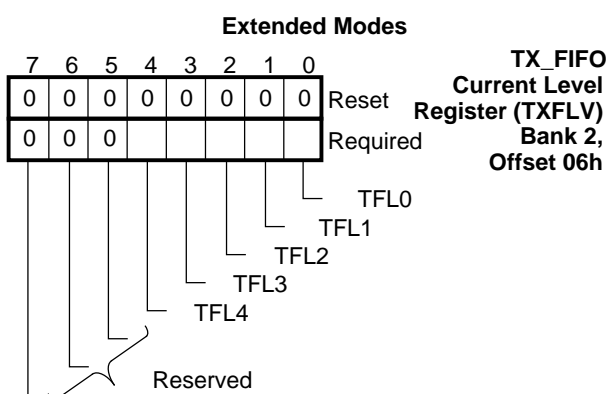 Extended Modes
7 6 5 4 3 2 1 0
0 0 0 0 0 0 0 0 Reset
0 0 0 Required
TX_FIFO
Current Level
Register (TXFLV)
Bank 2,
Offset 06h
TFL0
TFL1
TFL2
TFL3
TFL4
Reserved